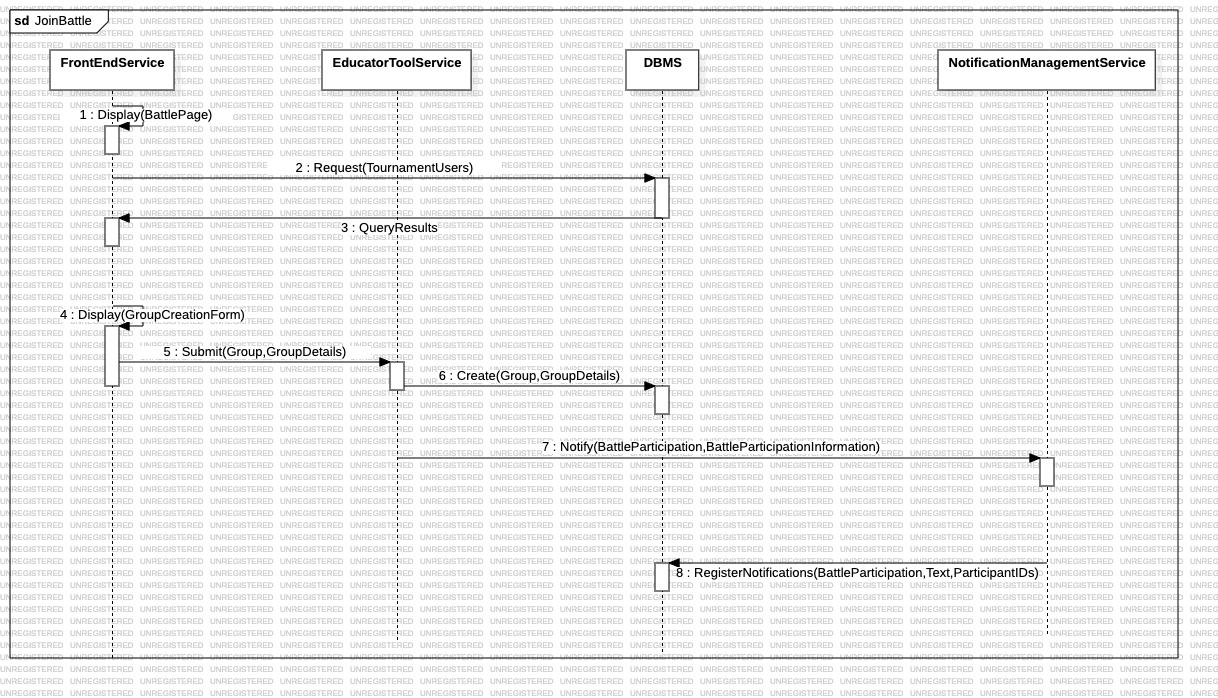 sd JoinBattle
FrontEndService
EducatorToolService
DBMS
NotificationManagementService
1 : Display(BattlePage)
2 : Request(TournamentUsers)
3 : QueryResults
4 : Display(GroupCreationForm)
5 : Submit(Group,GroupDetails)
6 : Create(Group,GroupDetails)
7 : Notify(BattleParticipation,BattleParticipationInformation)
8 : RegisterNotifications(BattleParticipation,Text,ParticipantIDs)
UNREGISTERED